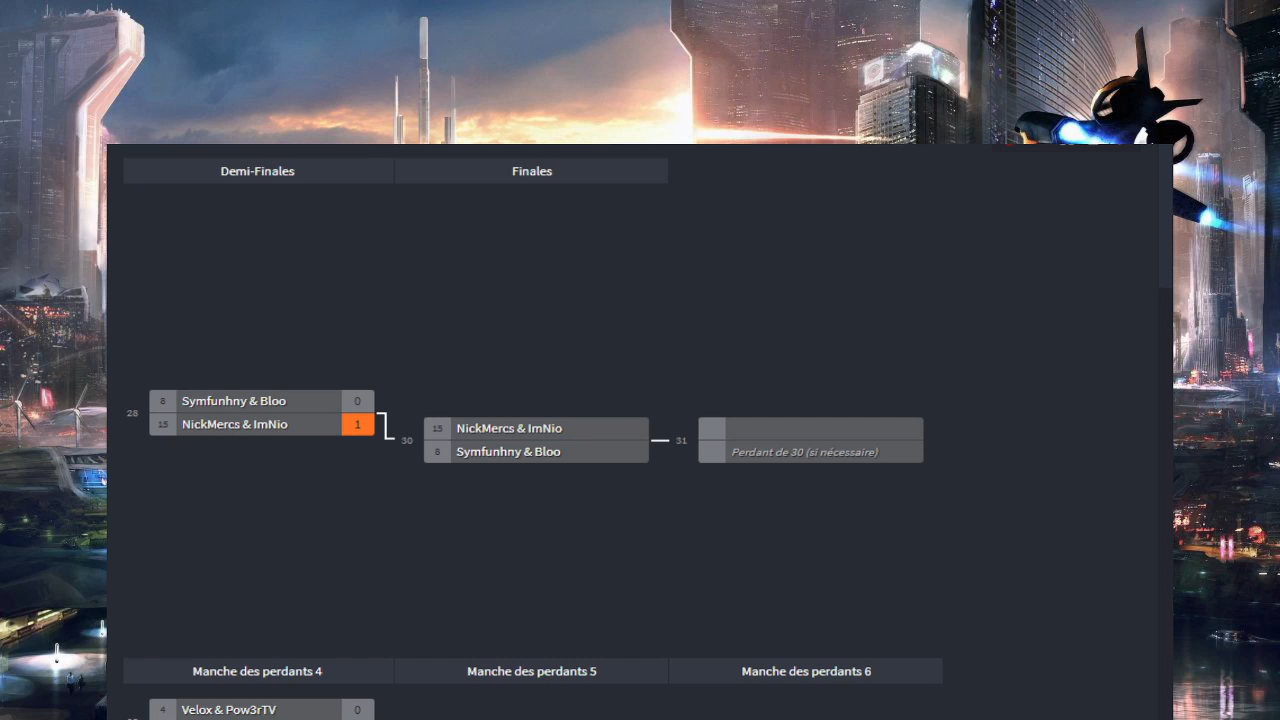 Demi-Finales Finales
28
8 Symfunhny & Bloo 0
15 NickMercs & ImNio 1
30
15 NickMercs & ImNio
8 Symfunhny & Bloo
31
Perdant de 30 (si nécessaire)
Manche des perdants 4 Manche des perdants 5 Manche des perdants 6
4 Velox & Pow3rTV 0